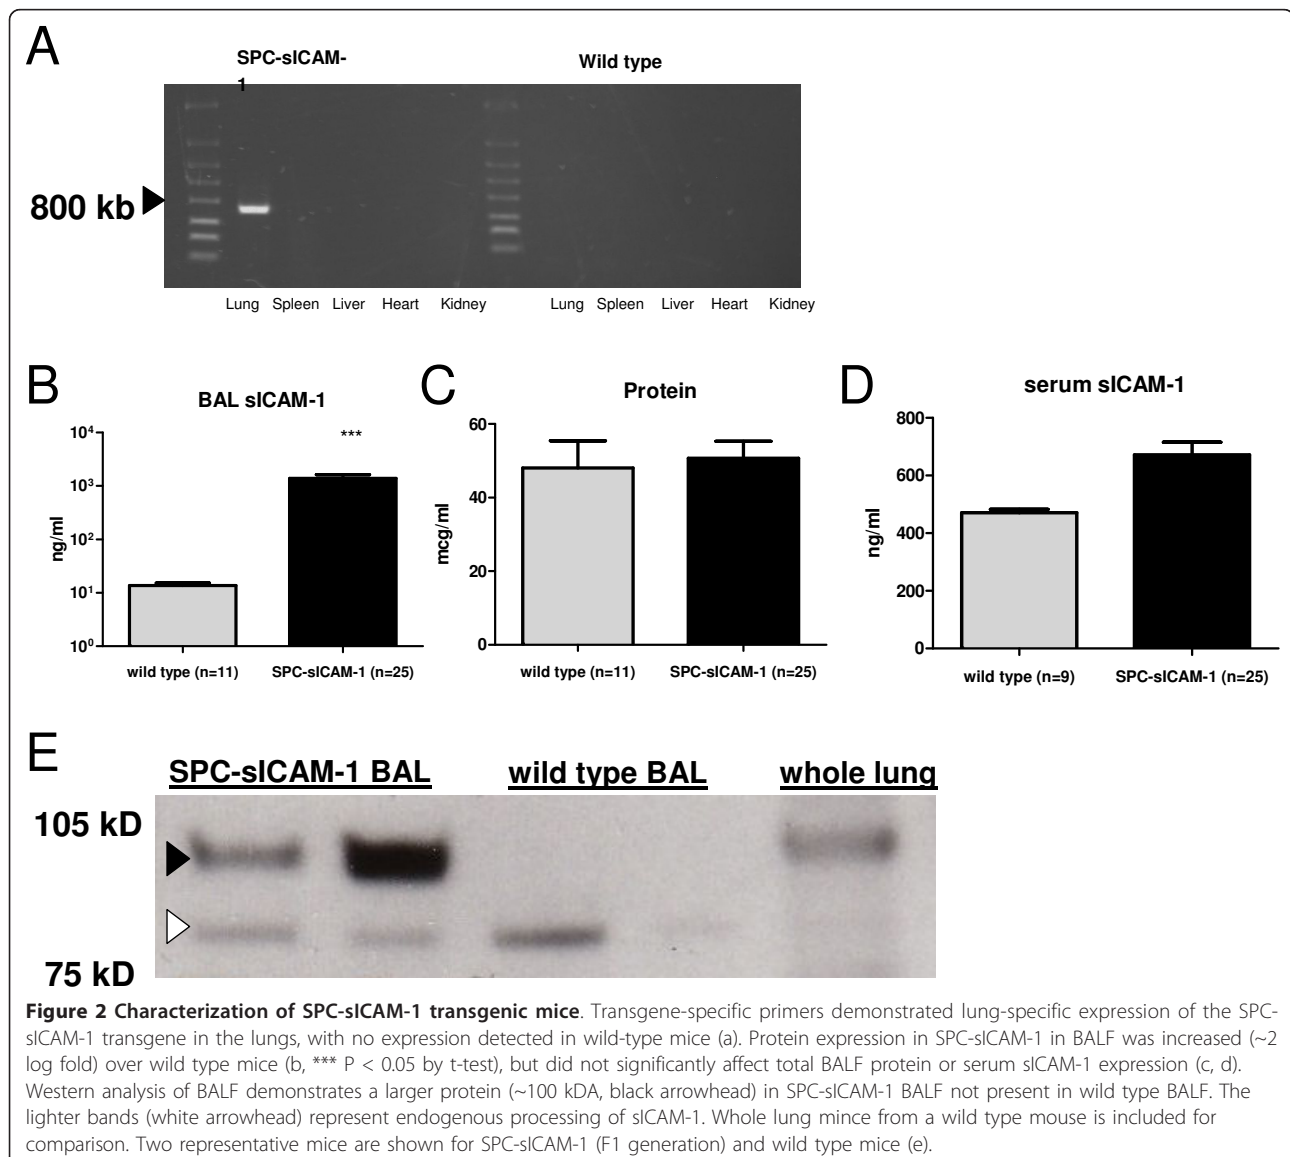 A
SPC-sICAM-
1
Wild type
800 kb
Lung Spleen Liver Heart Kidney Lung Spleen Liver Heart Kidney
B
BAL sICAM-1
***
10⁴
10³
10²
10¹
10⁰
ng/ml
wild type (n=11) SPC-sICAM-1 (n=25)
C
Protein
60
40
20
0
mcg/ml
wild type (n=11) SPC-sICAM-1 (n=25)
D
serum sICAM-1
800
600
400
200
0
ng/ml
wild type (n=9) SPC-sICAM-1 (n=25)
E
SPC-sICAM-1 BAL wild type BAL whole lung
105 kD
75 kD
Figure 2 Characterization of SPC-sICAM-1 transgenic mice. Transgene-specific primers demonstrated lung-specific expression of the SPC-
sICAM-1 transgene in the lungs, with no expression detected in wild-type mice (a). Protein expression in SPC-sICAM-1 in BALF was increased (~2
log fold) over wild type mice (b, *** P < 0.05 by t-test), but did not significantly affect total BALF protein or serum sICAM-1 expression (c, d).
Western analysis of BALF demonstrates a larger protein (~100 kDA, black arrowhead) in SPC-sICAM-1 BALF not present in wild type BALF. The
lighter bands (white arrowhead) represent endogenous processing of sICAM-1. Whole lung mince from a wild type mouse is included for
comparison. Two representative mice are shown for SPC-sICAM-1 (F1 generation) and wild type mice (e).